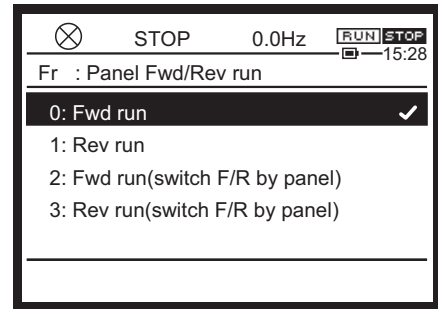 STOP 0.0Hz RUN STOP
15:28
Fr : Panel Fwd/Rev run
0: Fwd run
1: Rev run
2: Fwd run(switch F/R by panel)
3: Rev run(switch F/R by panel)